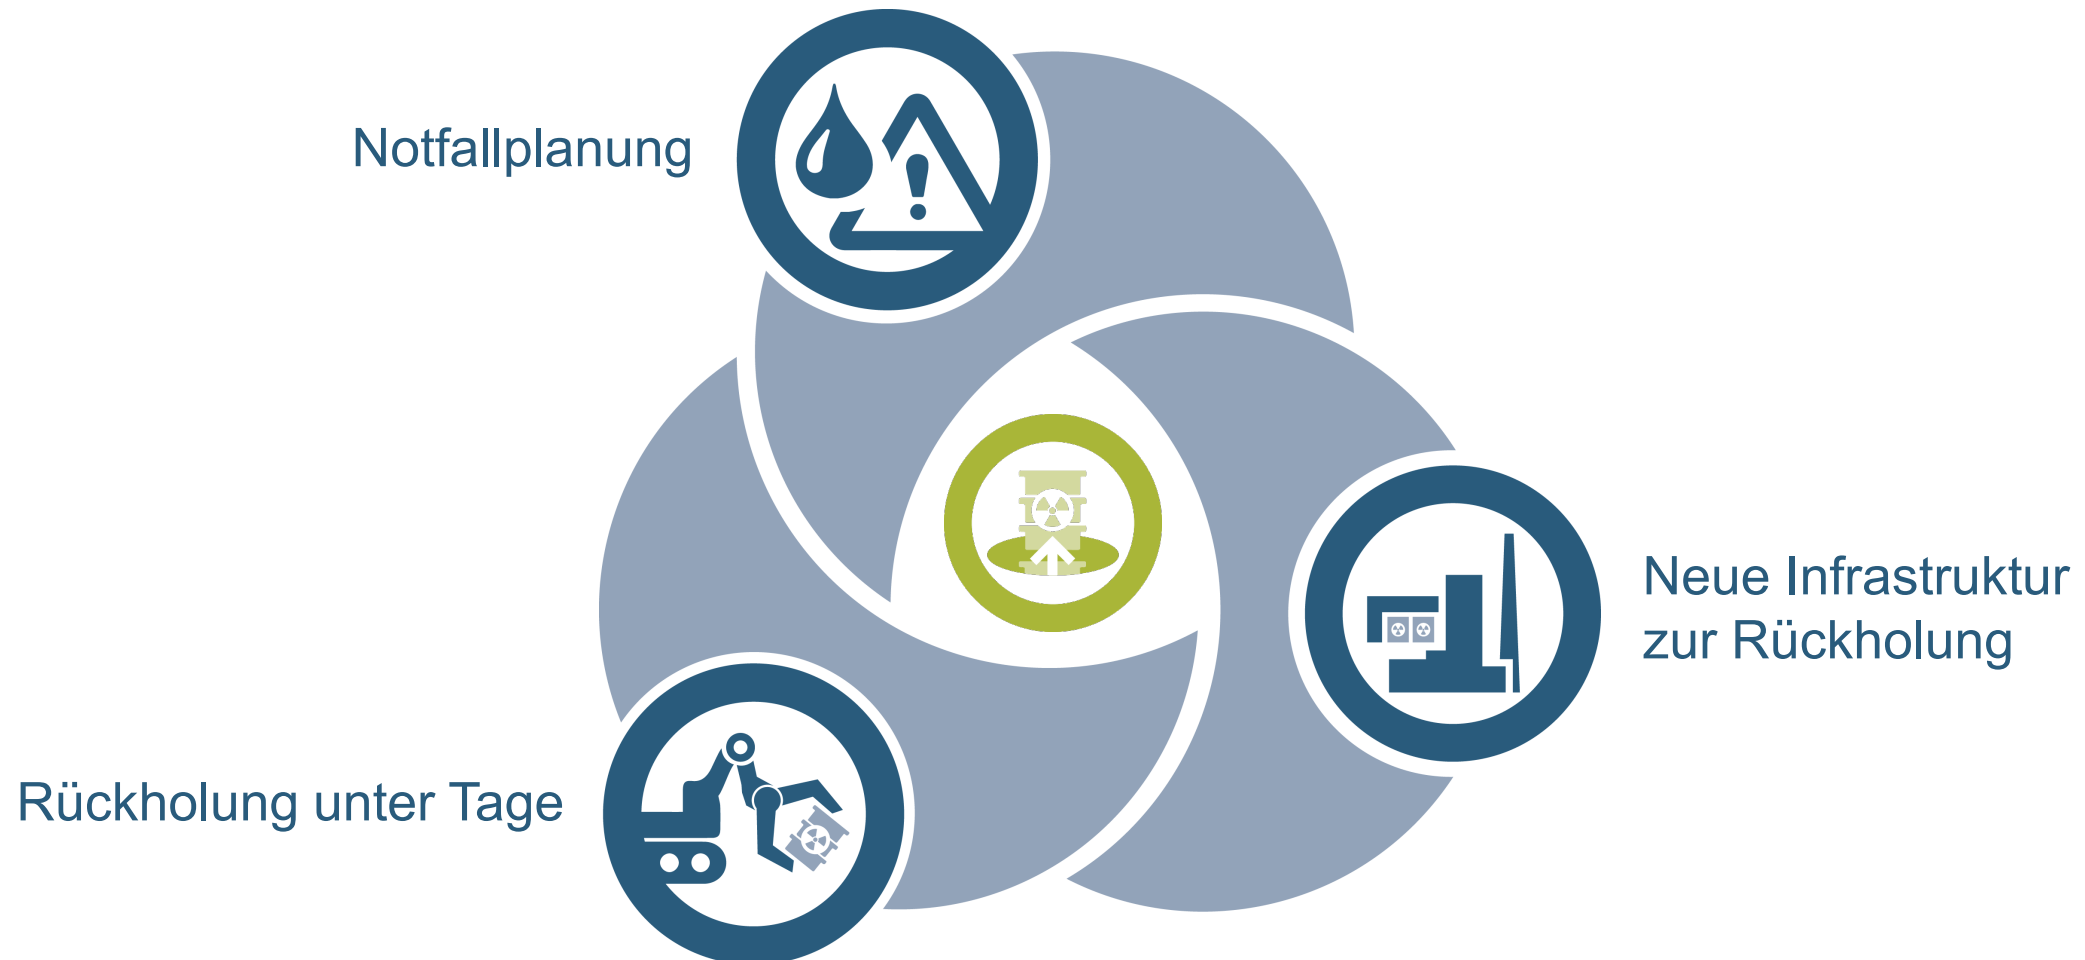 Notfallplanung
Neue Infrastruktur
zur Rückholung
Rückholung unter Tage